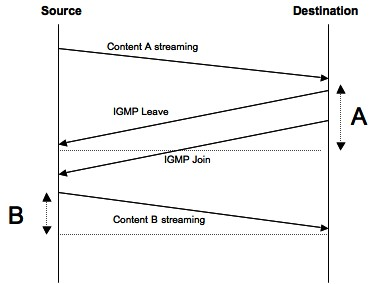 Source Destination
Content A streaming
IGMP Leave
A
IGMP Join
B
Content B streaming